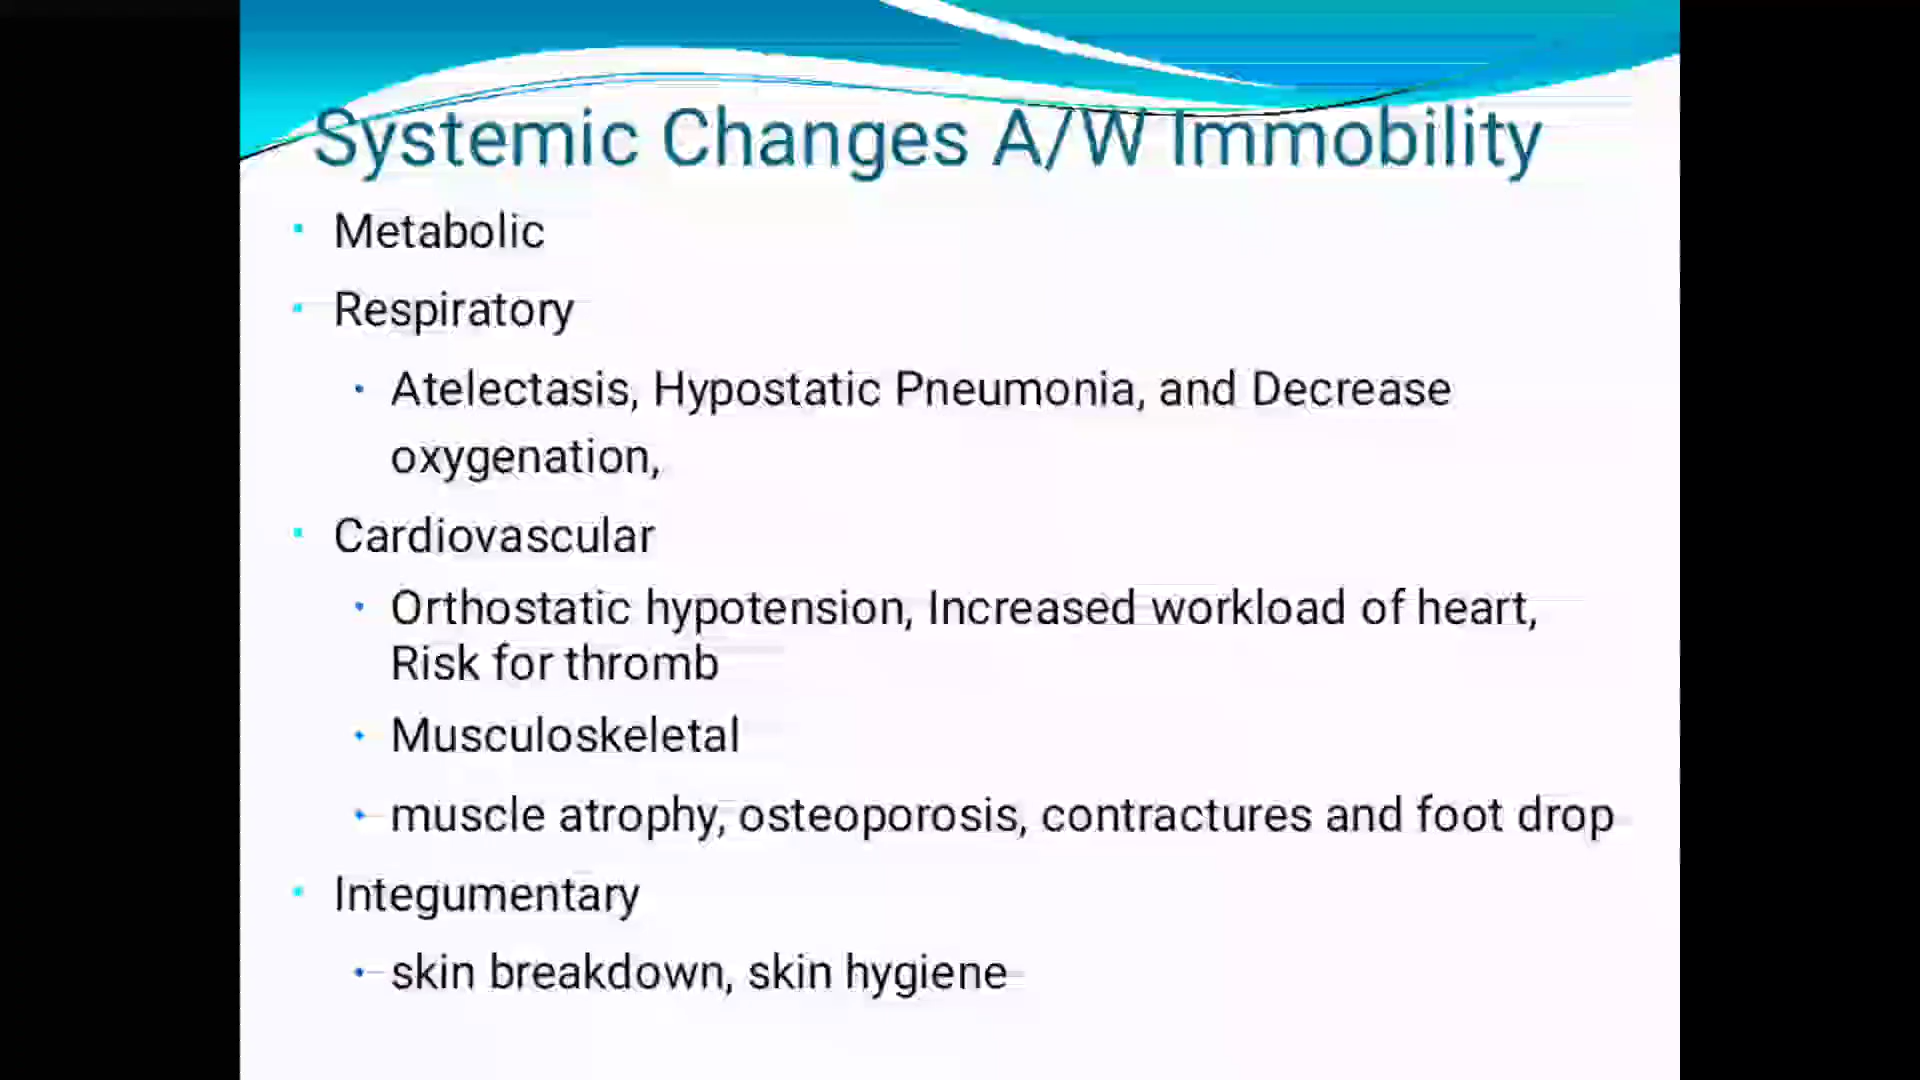 Systemic Changes A/W Immobility
Metabolic
Respiratory
Atelectasis, Hypostatic Pneumonia, and Decrease
oxygenation,
Cardiovascular
Orthostatic hypotension, Increased workload of heart,
Risk for thromb
Musculoskeletal
muscle atrophy, osteoporosis, contractures and foot drop
Integumentary
skin breakdown, skin hygiene